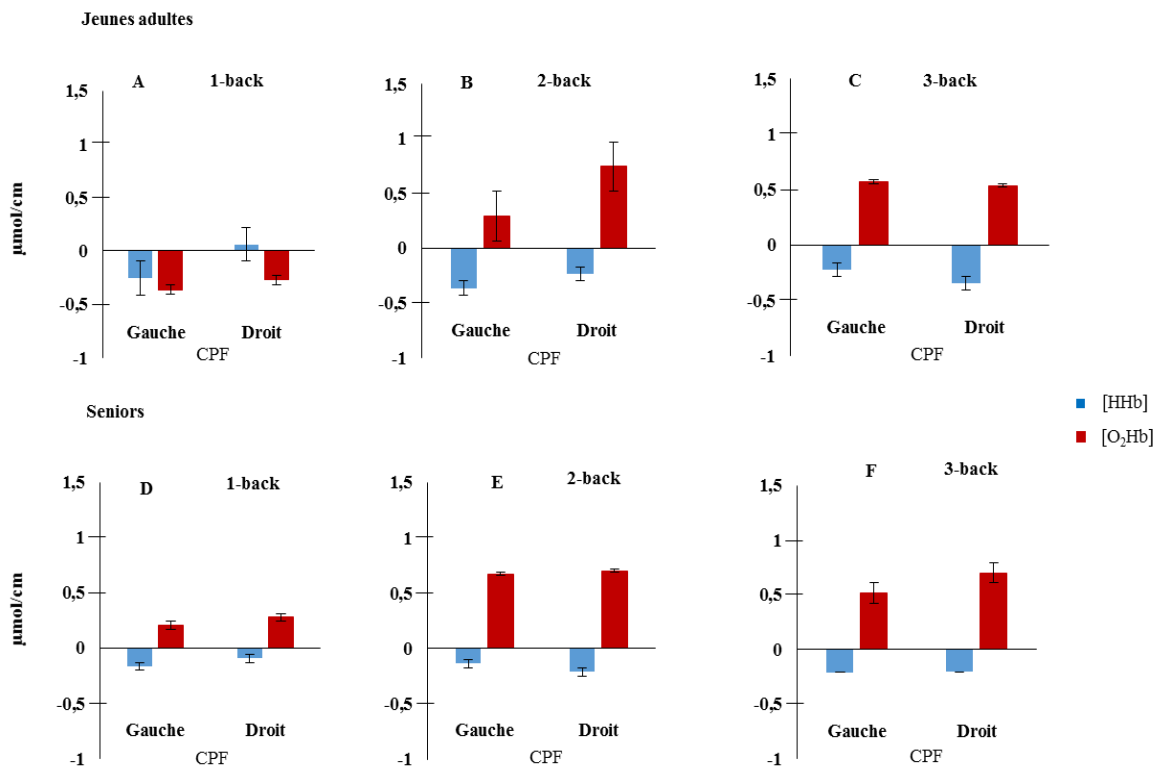 Jeunes adultes
A 1-back
1,5
1
0,5
0
-0,5
-1
µmol/cm
Gauche Droit
CPF
B 2-back
1,5
1
0,5
0
-0,5
-1
Gauche Droit
CPF
C 3-back
1,5
1
0,5
0
-0,5
-1
Gauche Droit
CPF
Seniors
D 1-back
1,5
1
0,5
0
-0,5
-1
µmol/cm
Gauche Droit
CPF
E 2-back
1,5
1
0,5
0
-0,5
-1
Gauche Droit
CPF
F 3-back
1,5
1
0,5
0
-0,5
-1
Gauche Droit
CPF
[HHb]
[O₂Hb]